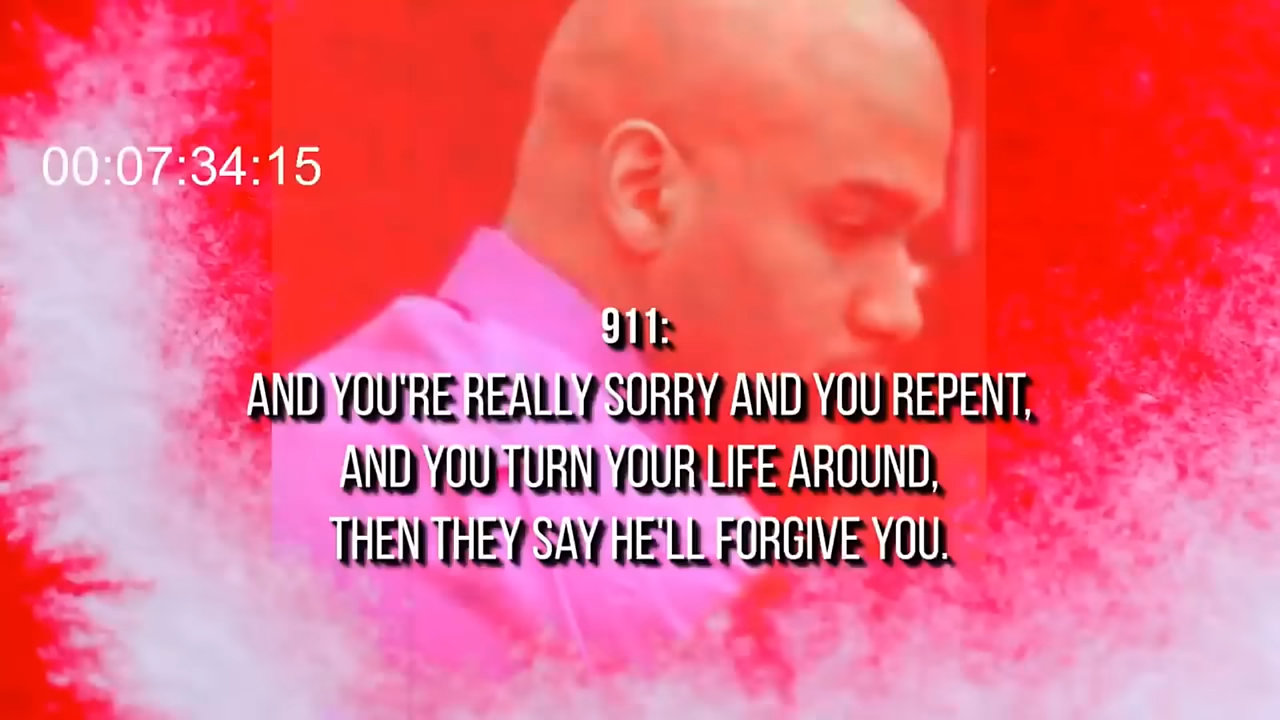 00:07:34:15
911:
AND YOU'RE REALLY SORRY AND YOU REPENT,
AND YOU TURN YOUR LIFE AROUND,
THEN THEY SAY HE'LL FORGIVE YOU.